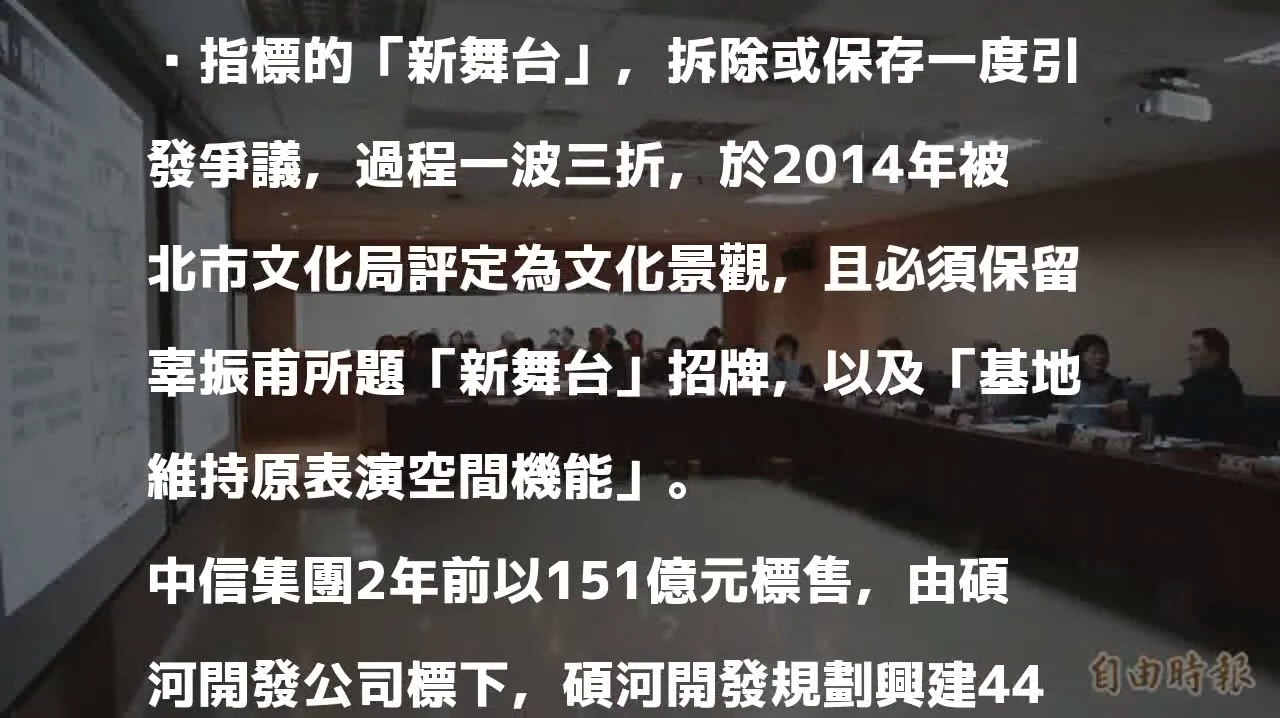 ·指標的「新舞台」，拆除或保存一度引
發爭議，過程一波三折，於2014年被
北市文化局評定為文化景觀，且必須保留
辜振甫所題「新舞台」招牌，以及「基地
維持原表演空間機能」。
中信集團2年前以151億元標售，由碩
河開發公司標下，碩河開發規劃興建44
自由時報